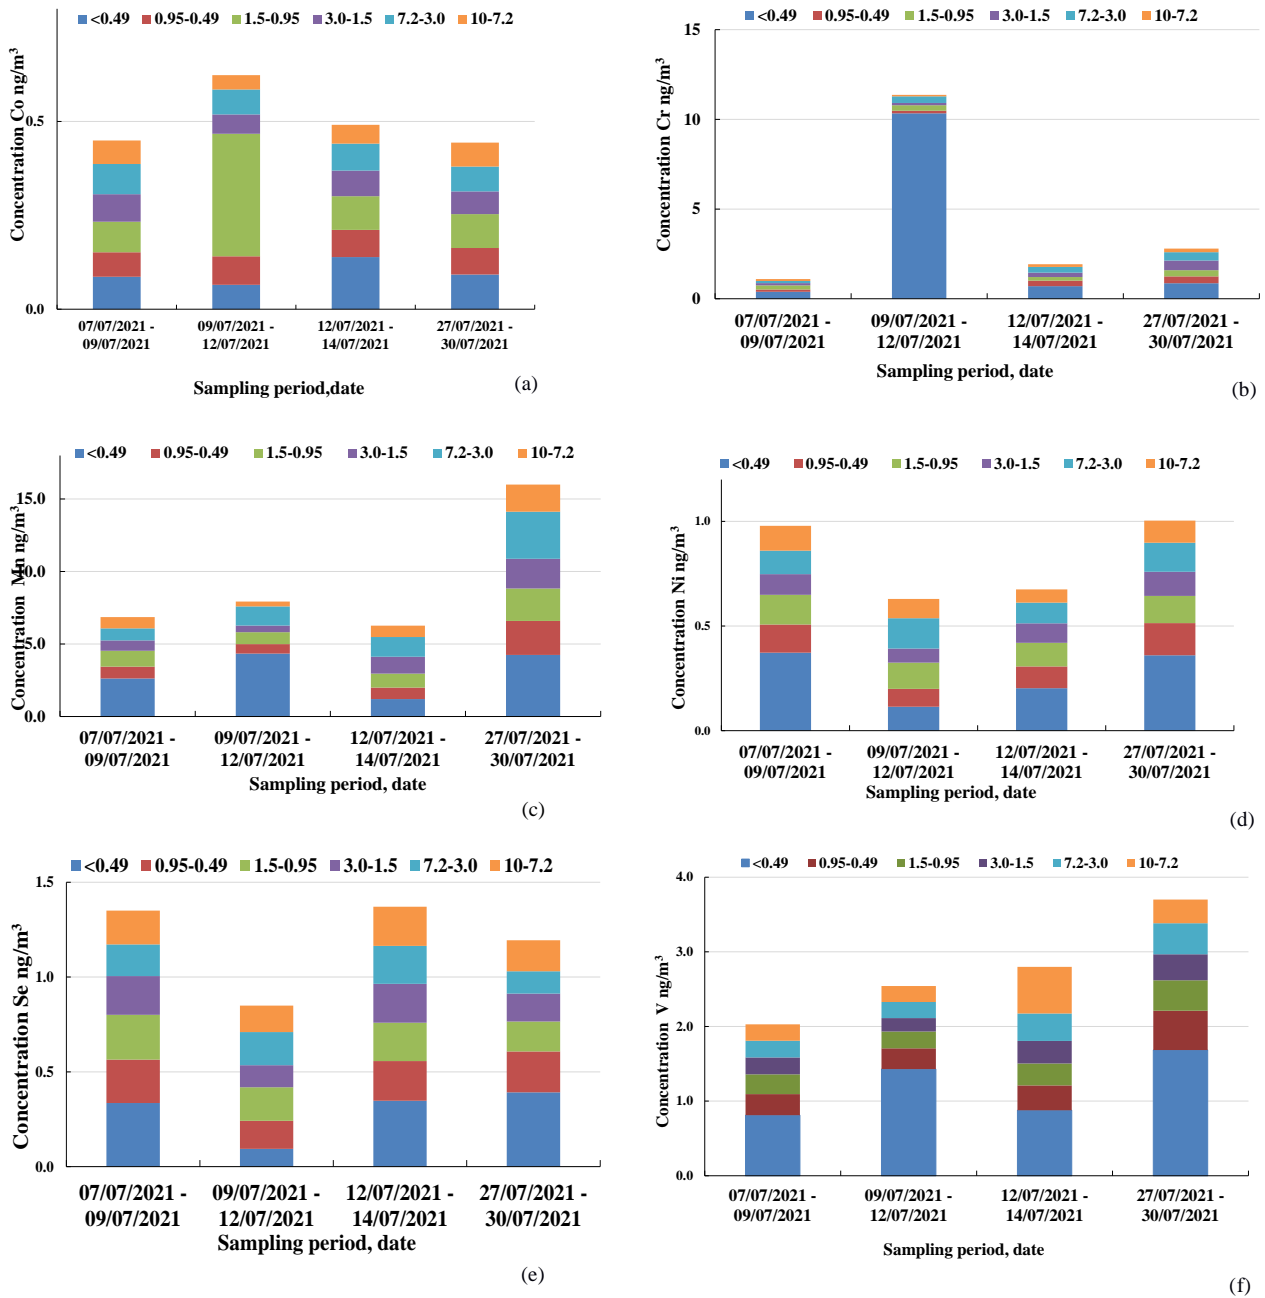 <0.49 0.95-0.49 1.5-0.95 3.0-1.5 7.2-3.0 10-7.2
Concentration Co ng/m³
0.5
0.0
07/07/2021 - 09/07/2021 - 12/07/2021 - 27/07/2021 -
09/07/2021 12/07/2021 14/07/2021 30/07/2021
Sampling period,date
(a)
<0.49 0.95-0.49 1.5-0.95 3.0-1.5 7.2-3.0 10-7.2
Concentration Cr ng/m³
15
10
5
0
07/07/2021 - 09/07/2021 - 12/07/2021 - 27/07/2021 -
09/07/2021 12/07/2021 14/07/2021 30/07/2021
Sampling period, date
(b)
<0.49 0.95-0.49 1.5-0.95 3.0-1.5 7.2-3.0 10-7.2
Concentration Mn ng/m³
15.0
10.0
5.0
0.0
07/07/2021 - 09/07/2021 - 12/07/2021 - 27/07/2021 -
09/07/2021 12/07/2021 14/07/2021 30/07/2021
Sampling period, date
(c)
<0.49 0.95-0.49 1.5-0.95 3.0-1.5 7.2-3.0 10-7.2
Concentration Ni ng/m³
1.0
0.5
0.0
07/07/2021 - 09/07/2021 - 12/07/2021 - 27/07/2021 -
09/07/2021 12/07/2021 14/07/2021 30/07/2021
Sampling period, date
(d)
<0.49 0.95-0.49 1.5-0.95 3.0-1.5 7.2-3.0 10-7.2
Concentration Se ng/m³
1.5
1.0
0.5
0.0
07/07/2021 - 09/07/2021 - 12/07/2021 - 27/07/2021 -
09/07/2021 12/07/2021 14/07/2021 30/07/2021
Sampling period, date
(e)
<0.49 0.95-0.49 1.5-0.95 3.0-1.5 7.2-3.0 10-7.2
Concentration V ng/m³
4.0
3.0
2.0
1.0
0.0
07/07/2021 - 09/07/2021 - 12/07/2021 - 27/07/2021 -
09/07/2021 12/07/2021 14/07/2021 30/07/2021
Sampling period, date
(f)